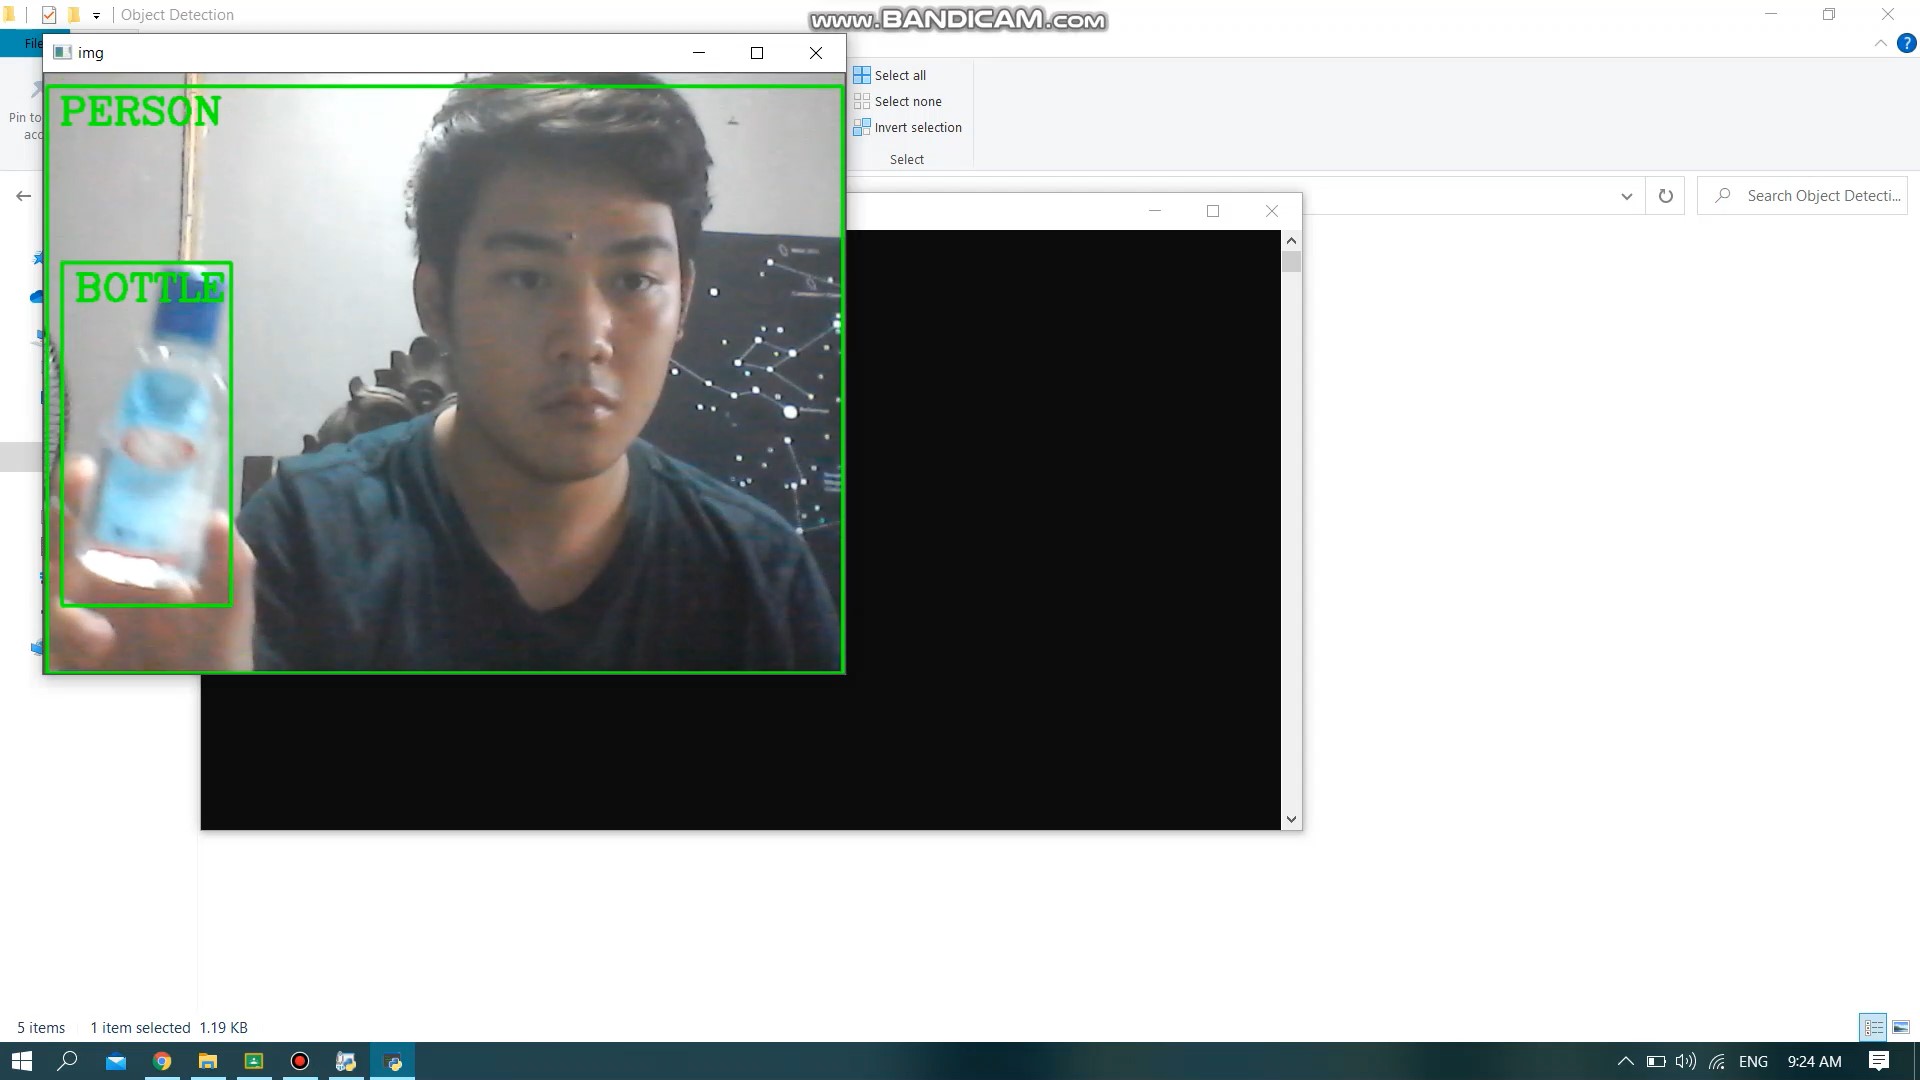 Object Detection
www.BANDICAM.com
File
img
Pin to
acc
Select all
Select none
Invert selection
Select
PERSON
Search Object Detecti...
BOTTLE
5 items
1 item selected 1.19 KB
ENG
9:24 AM